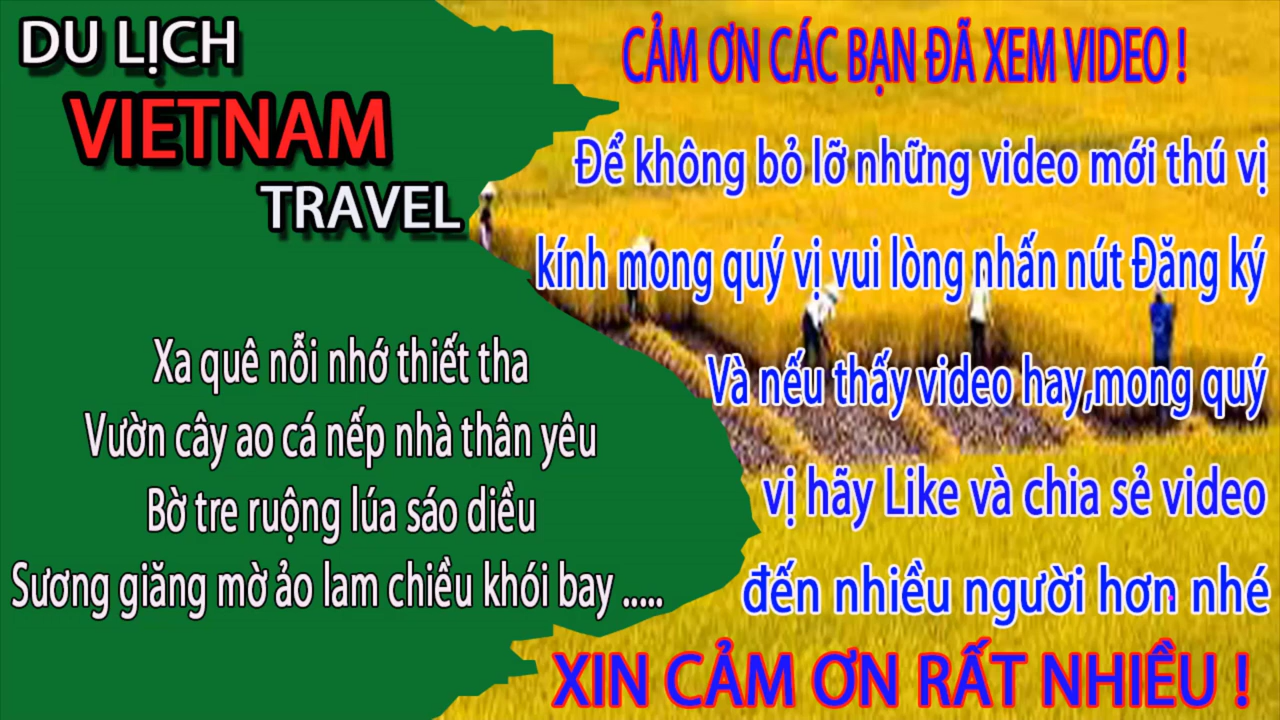 DU LỊCH
VIETNAM
TRAVEL
Xa quê nỗi nhớ thiết tha
Vườn cây ao cá nếp nhà thân yêu
Bờ tre ruộng lúa sáo diều
Sương giăng mờ ảo lam chiều khói bay .....
CẢM ƠN CÁC BẠN ĐÃ XEM VIDEO !
Để không bỏ lỡ những video mới thú vị
kính mong quý vị vui lòng nhấn nút Đăng ký
Và nếu thấy video hay,mong quý
vị hãy Like và chia sẻ video
đến nhiều người hơn nhé
XIN CẢM ƠN RẤT NHIỀU !